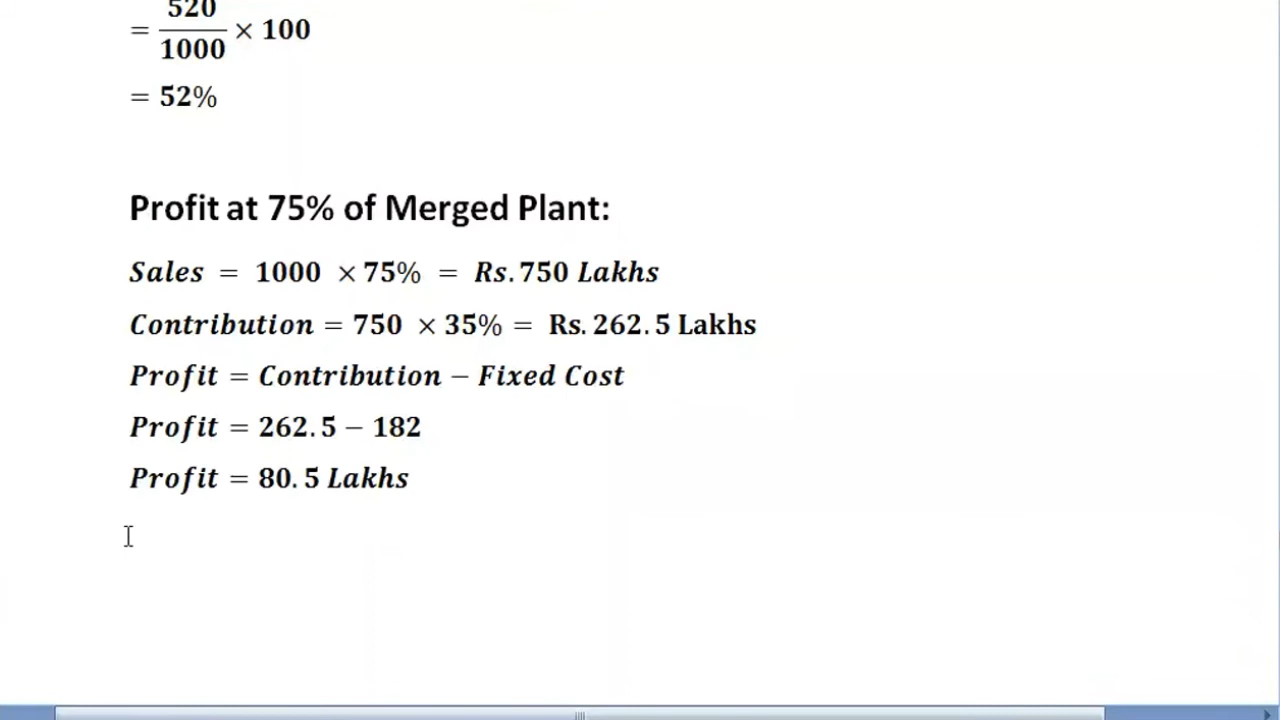 = 520/1000 × 100
= 52%
Profit at 75% of Merged Plant:
Sales = 1000 × 75% = Rs. 750 Lakhs
Contribution = 750 × 35% = Rs. 262.5 Lakhs
Profit = Contribution − Fixed Cost
Profit = 262.5 − 182
Profit = 80.5 Lakhs